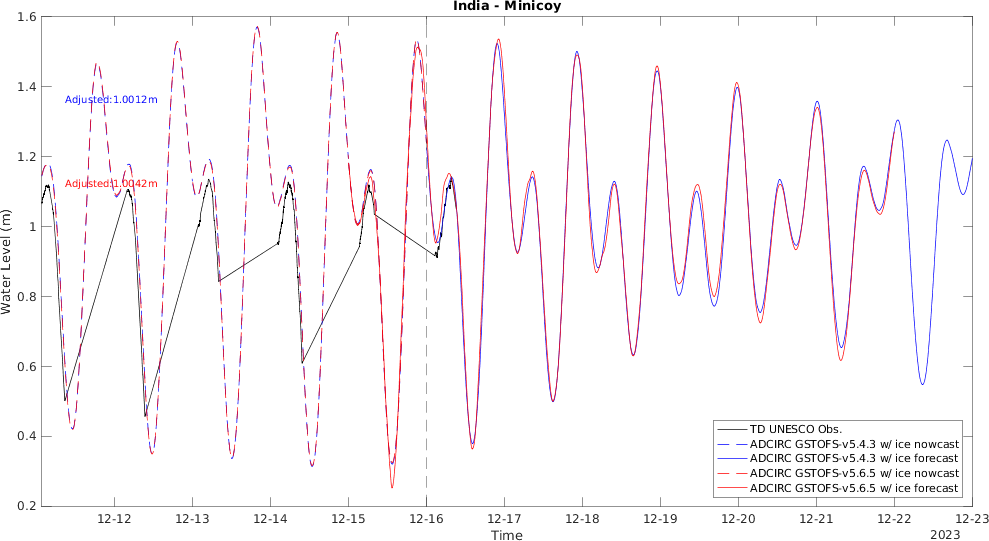 India - Minicoy
1.6
1.4
1.2
1
0.8
0.6
0.4
0.2
Water Level (m)
Adjusted:1.0012m
Adjusted:1.0042m
TD UNESCO Obs.
ADCIRC GSTOFS-v5.4.3 w/ ice nowcast
ADCIRC GSTOFS-v5.4.3 w/ ice forecast
ADCIRC GSTOFS-v5.6.5 w/ ice nowcast
ADCIRC GSTOFS-v5.6.5 w/ ice forecast
12-12 12-13 12-14 12-15 12-16 12-17 12-18 12-19 12-20 12-21 12-22 12-23
Time
2023